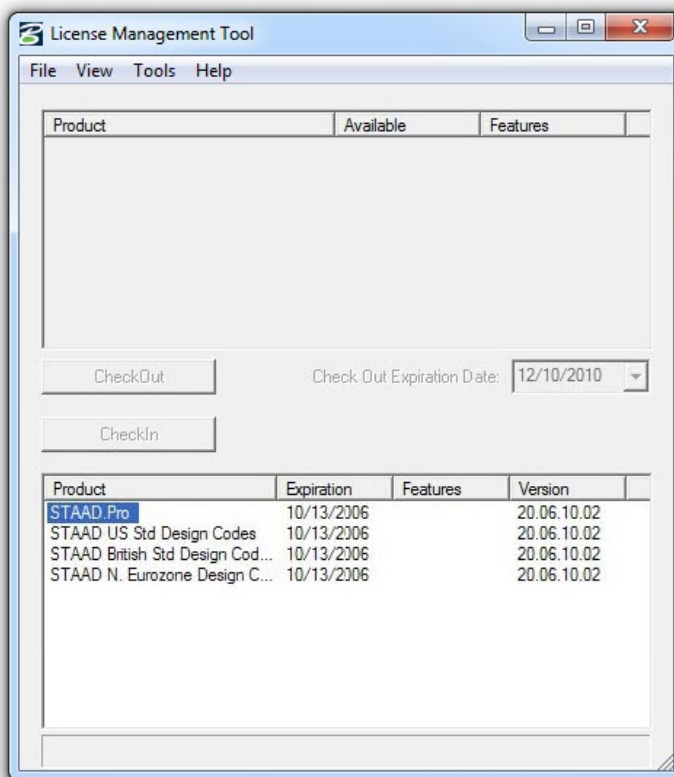 License Management Tool
File View Tools Help
Product Available Features
CheckOut Check Out Expiration Date: 12/10/2010
CheckIn
Product Expiration Features Version
STAAD.Pro 10/13/2006 20.06.10.02
STAAD US Std Design Codes 10/13/2006 20.06.10.02
STAAD British Std Design Cod... 10/13/2006 20.06.10.02
STAAD N. Eurozone Design C... 10/13/2006 20.06.10.02